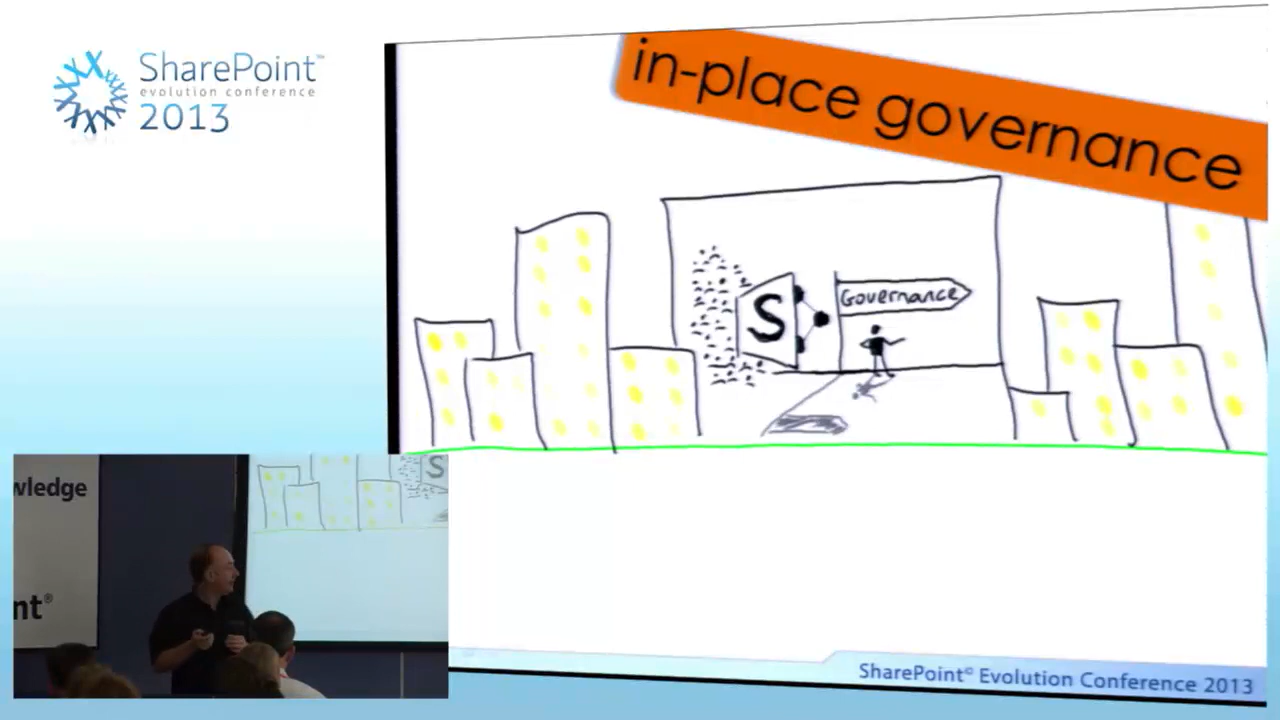 SharePoint™
evolution conference
2013
in-place governance
S
Governance
wledge
nt®
S
SharePoint© Evolution Conference 2013